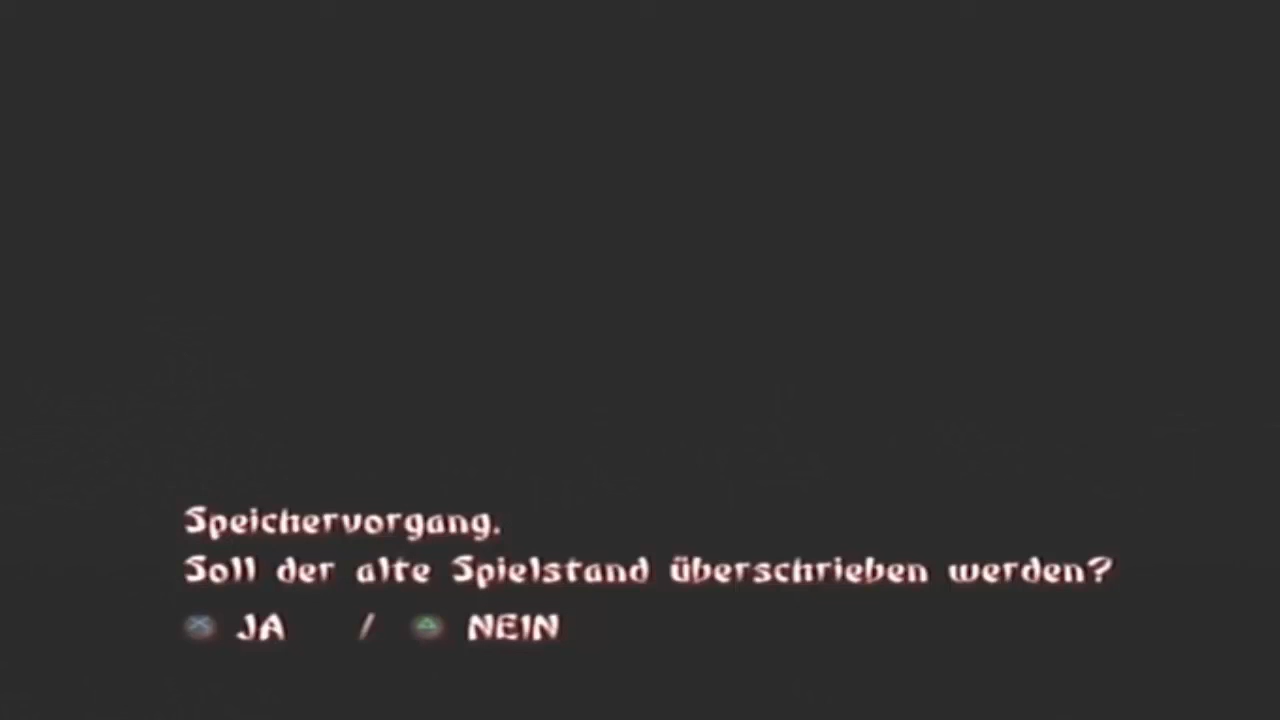 Speichervorgang.
Soll der alte Spielstand überschrieben werden?
JA / NEIN